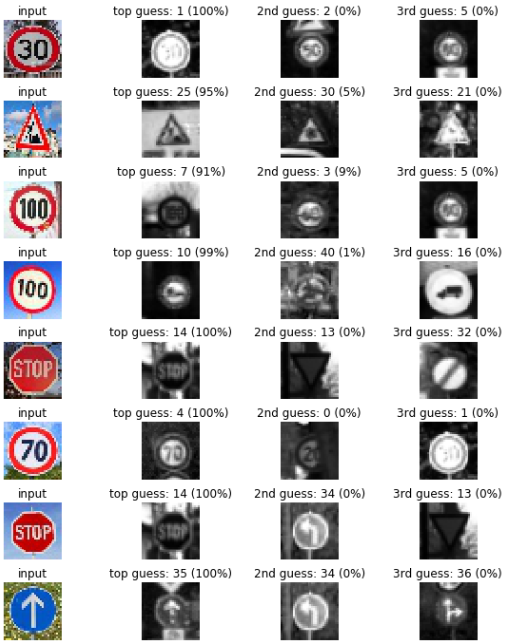 input top guess: 1 (100%) 2nd guess: 2 (0%) 3rd guess: 5 (0%)
30
input top guess: 25 (95%) 2nd guess: 30 (5%) 3rd guess: 21 (0%)
input top guess: 7 (91%) 2nd guess: 3 (9%) 3rd guess: 5 (0%)
100
input top guess: 10 (99%) 2nd guess: 40 (1%) 3rd guess: 16 (0%)
100
input top guess: 14 (100%) 2nd guess: 13 (0%) 3rd guess: 32 (0%)
STOP STOP
input top guess: 4 (100%) 2nd guess: 0 (0%) 3rd guess: 1 (0%)
70 70 20
input top guess: 14 (100%) 2nd guess: 34 (0%) 3rd guess: 13 (0%)
STOP STOP
input top guess: 35 (100%) 2nd guess: 34 (0%) 3rd guess: 36 (0%)